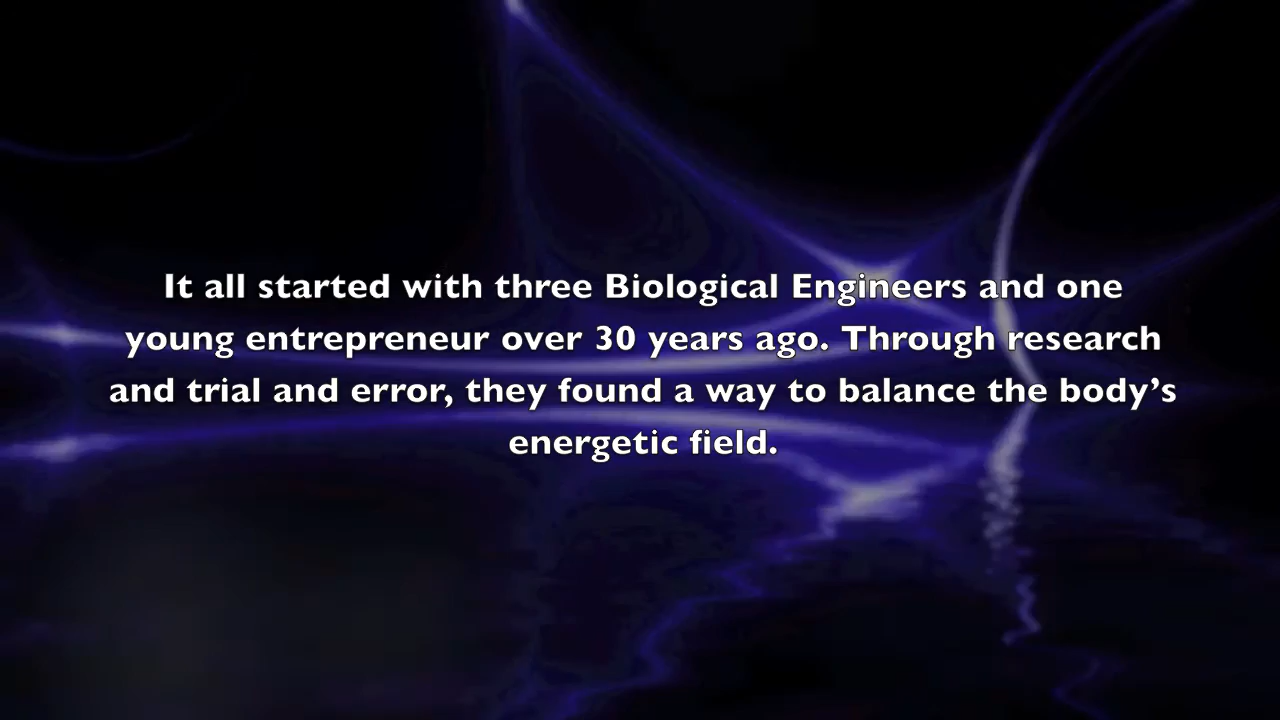 It all started with three Biological Engineers and one
young entrepreneur over 30 years ago. Through research
and trial and error, they found a way to balance the body’s
energetic field.